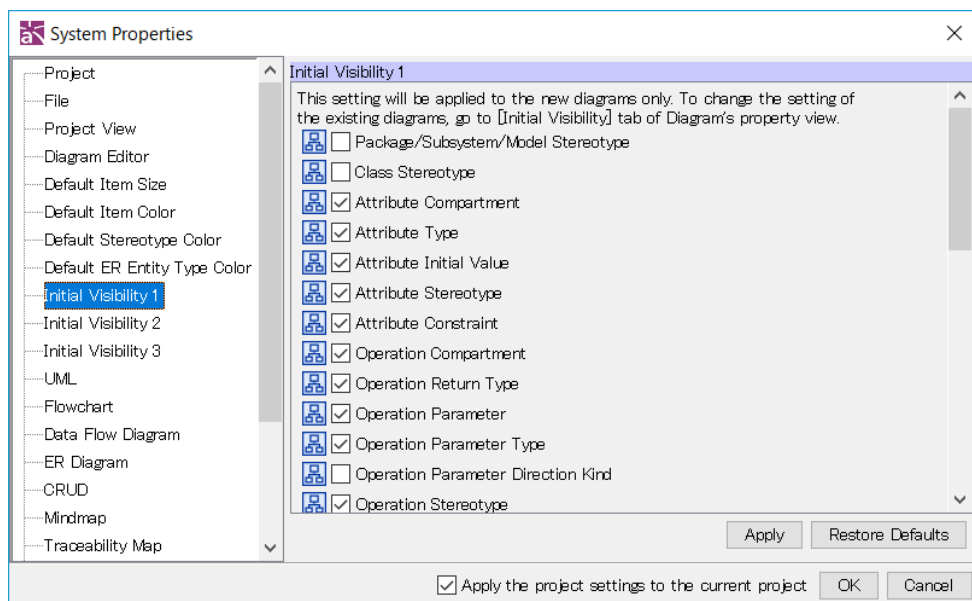 System Properties
Project
File
Project View
Diagram Editor
Default Item Size
Default Item Color
Default Stereotype Color
Default ER Entity Type Color
Initial Visibility 1
Initial Visibility 2
Initial Visibility 3
UML
Flowchart
Data Flow Diagram
ER Diagram
CRUD
Mindmap
Traceability Map
Initial Visibility 1
This setting will be applied to the new diagrams only. To change the setting of
the existing diagrams, go to [Initial Visibility] tab of Diagram's property view.
Package/Subsystem/Model Stereotype
Class Stereotype
Attribute Compartment
Attribute Type
Attribute Initial Value
Attribute Stereotype
Attribute Constraint
Operation Compartment
Operation Return Type
Operation Parameter
Operation Parameter Type
Operation Parameter Direction Kind
Operation Stereotype
Apply
Restore Defaults
Apply the project settings to the current project
OK
Cancel